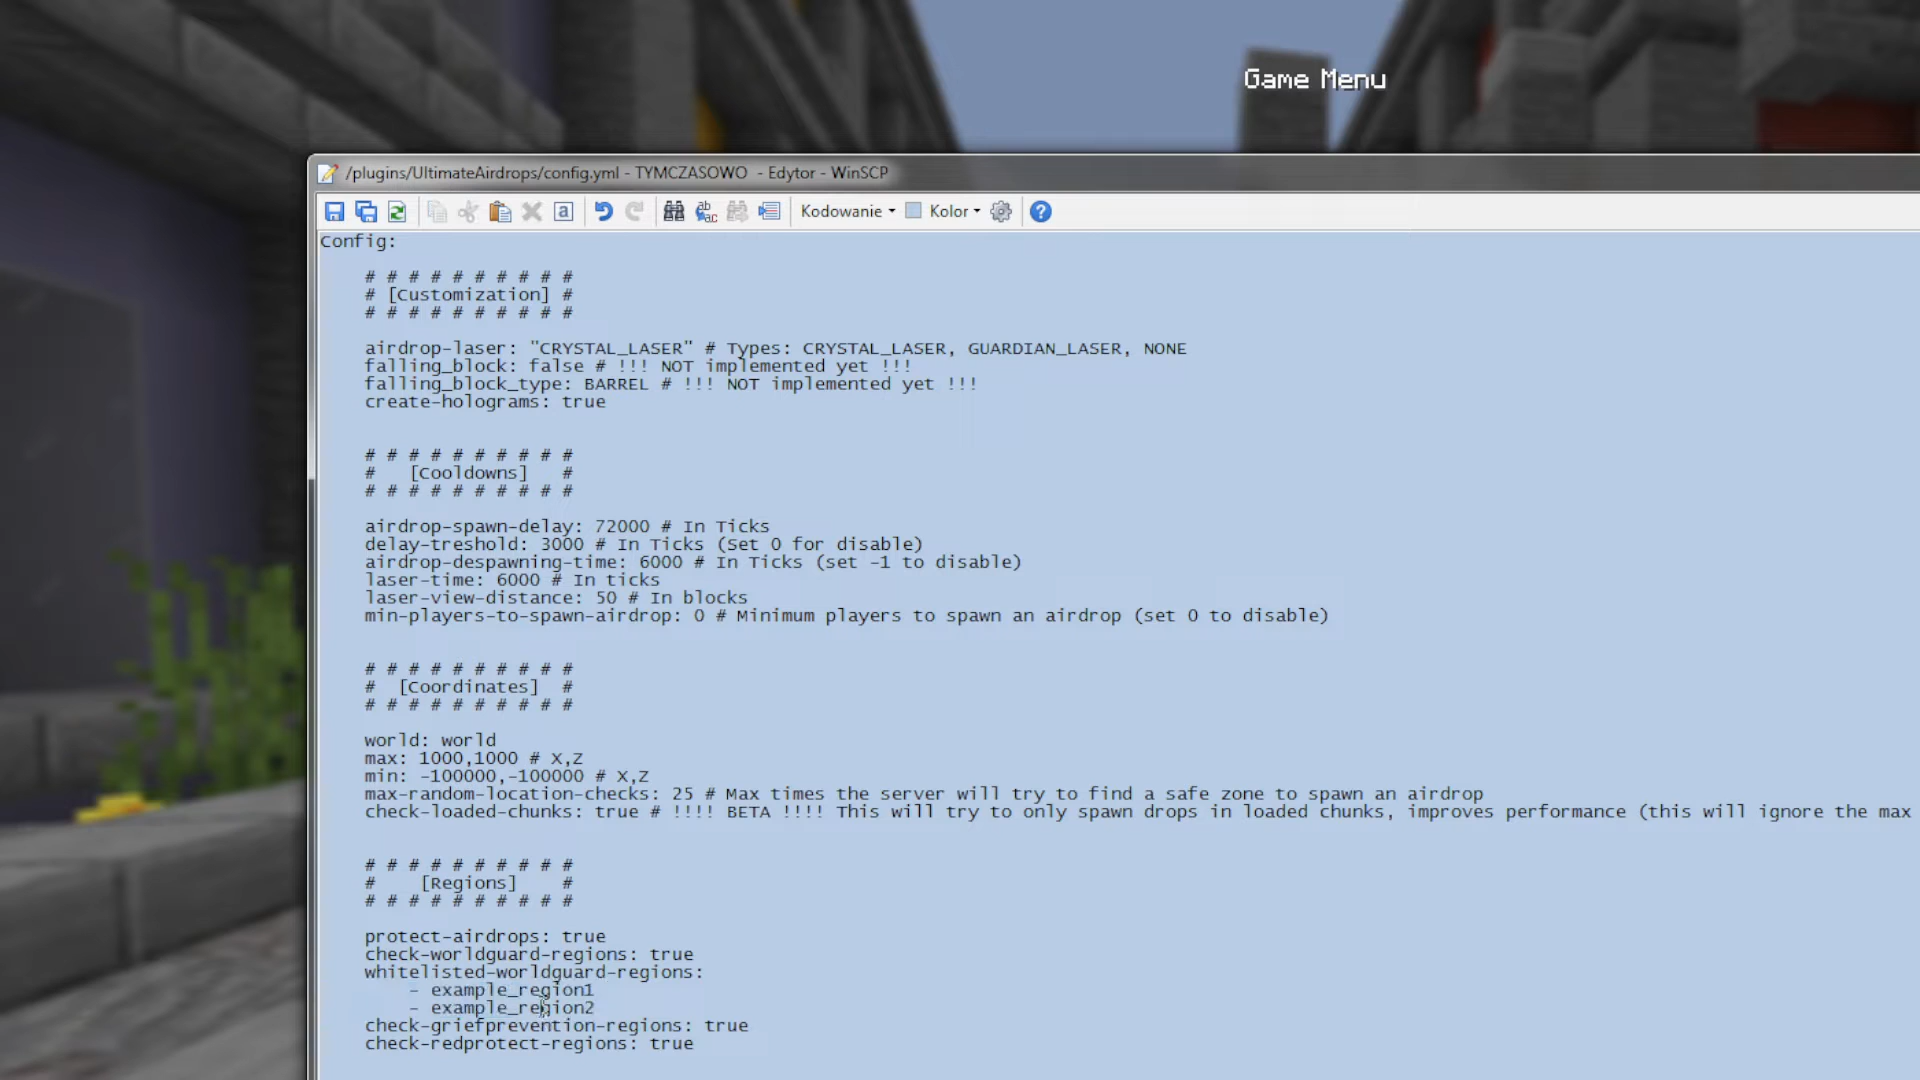 Game Menu
/plugins/UltimateAirdrops/config.yml - TYMCZASOWO - Edytor - WinSCP
Kodowanie Kolor
Config:
# # # # # # # # # #
# [Customization] #
# # # # # # # # # #
airdrop-laser: "CRYSTAL_LASER" # Types: CRYSTAL_LASER, GUARDIAN_LASER, NONE
falling_block: false # !!! NOT implemented yet !!!
falling_block_type: BARREL # !!! NOT implemented yet !!!
create-holograms: true
# # # # # # # # # #
# [Cooldowns] #
# # # # # # # # # #
airdrop-spawn-delay: 72000 # In Ticks
delay-treshold: 3000 # In Ticks (Set 0 for disable)
airdrop-despawning-time: 6000 # In Ticks (set -1 to disable)
laser-time: 6000 # In ticks
laser-view-distance: 50 # In blocks
min-players-to-spawn-airdrop: 0 # Minimum players to spawn an airdrop (set 0 to disable)
# # # # # # # # # #
# [Coordinates] #
# # # # # # # # # #
world: world
max: 1000,1000 # X,Z
min: -100000,-100000 # X,Z
max-random-location-checks: 25 # Max times the server will try to find a safe zone to spawn an airdrop
check-loaded-chunks: true # !!!! BETA !!!! This will try to only spawn drops in loaded chunks, improves performance (this will ignore the max
# # # # # # # # # #
# [Regions] #
# # # # # # # # # #
protect-airdrops: true
check-worldguard-regions: true
whitelisted-worldguard-regions:
- example_region1
- example_region2
check-griefprevention-regions: true
check-redprotect-regions: true